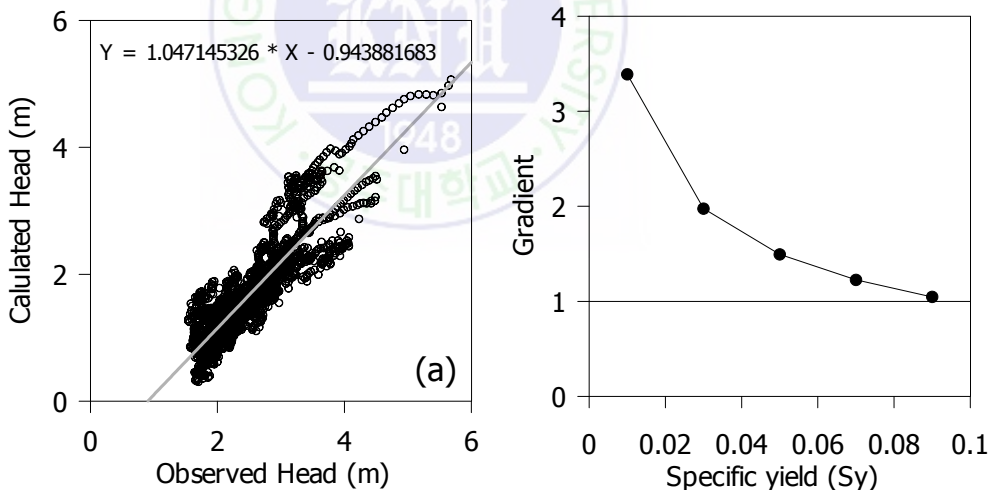 6
4
2
0
0
2
4
6
Calulated Head (m)
Observed Head (m)
Y = 1.047145326 * X - 0.943881683
(a)
KNU
1948
4
3
2
1
0
0
0.02
0.04
0.06
0.08
0.1
Gradient
Specific yield (Sy)